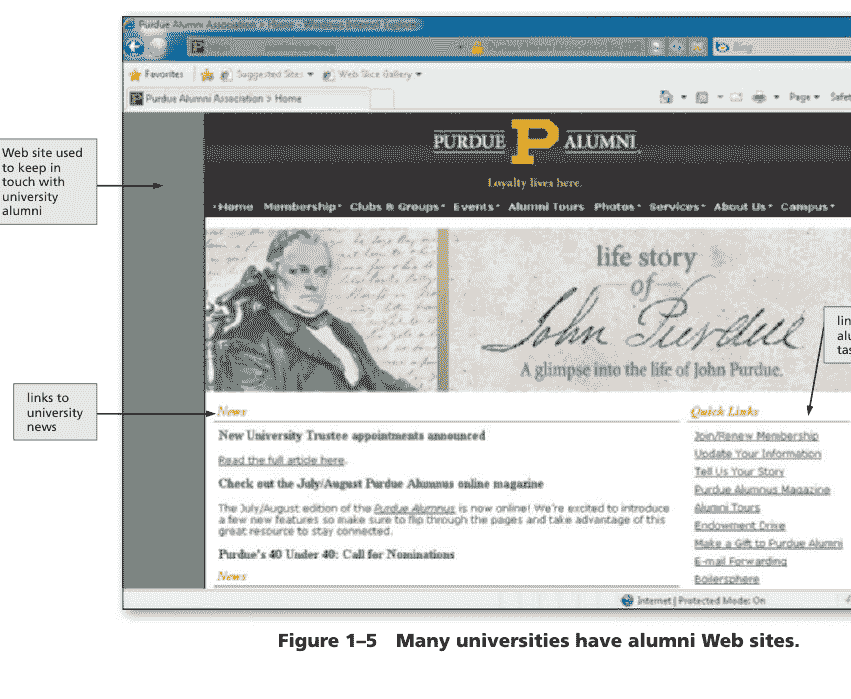 Purdue Alumni Association
Favorites
Suggested Sites
Web Slice Gallery
Purdue Alumni Association > Home
Page
Safet
PURDUE P ALUMNI
Loyalty lives here.
Home Membership Clubs & Groups Events Alumni Tours Photos Services About Us Campus
Web site used
to keep in
touch with
university
alumni
life story
of
John Purdue
A glimpse into the life of John Purdue.
lin
alu
tas
links to
university
news
News
New University Trustee appointments announced
Read the full article here.
Check out the July/August Purdue Alumnus online magazine
The July/August edition of the Purdue Alumnus is now online! We're excited to introduce
a few new features so make sure to flip through the pages and take advantage of this
great resource to stay connected.
Purdue's 40 Under 40: Call for Nominations
News
Quick Links
Join/Renew Membership
Update Your Information
Tell Us Your Story
Purdue Alumnus Magazine
Alumni Tours
Endowment Drive
Make a Gift to Purdue Alumni
E-mail Forwarding
Boilersphere
Internet | Protected Mode: On
Figure 1–5 Many universities have alumni Web sites.